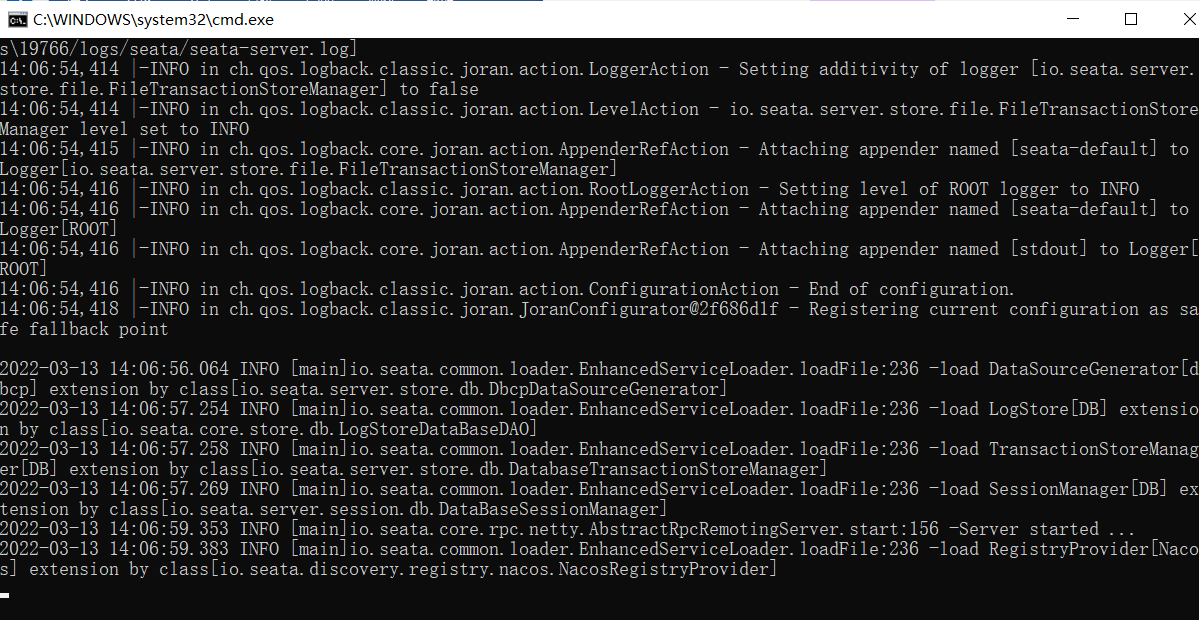 C:\WINDOWS\system32\cmd.exe
s\19766/logs/seata/seata-server.log]
14:06:54,414 |-INFO in ch.qos.logback.classic.joran.action.LoggerAction - Setting additivity of logger [io.seata.server.
store.file.FileTransactionStoreManager] to false
14:06:54,414 |-INFO in ch.qos.logback.classic.joran.action.LevelAction - io.seata.server.store.file.FileTransactionStore
Manager level set to INFO
14:06:54,415 |-INFO in ch.qos.logback.core.joran.action.AppenderRefAction - Attaching appender named [seata-default] to
Logger[io.seata.server.store.file.FileTransactionStoreManager]
14:06:54,416 |-INFO in ch.qos.logback.classic.joran.action.RootLoggerAction - Setting level of ROOT logger to INFO
14:06:54,416 |-INFO in ch.qos.logback.core.joran.action.AppenderRefAction - Attaching appender named [seata-default] to
Logger[ROOT]
14:06:54,416 |-INFO in ch.qos.logback.core.joran.action.AppenderRefAction - Attaching appender named [stdout] to Logger[
ROOT]
14:06:54,416 |-INFO in ch.qos.logback.classic.joran.action.ConfigurationAction - End of configuration.
14:06:54,418 |-INFO in ch.qos.logback.classic.joran.JoranConfigurator@2f686d1f - Registering current configuration as sa
fe fallback point
2022-03-13 14:06:56.064 INFO [main]io.seata.common.loader.EnhancedServiceLoader.loadFile:236 -load DataSourceGenerator[d
bcp] extension by class[io.seata.server.store.db.DbcpDataSourceGenerator]
2022-03-13 14:06:57.254 INFO [main]io.seata.common.loader.EnhancedServiceLoader.loadFile:236 -load LogStore[DB] extensio
n by class[io.seata.core.store.db.LogStoreDataBaseDAO]
2022-03-13 14:06:57.258 INFO [main]io.seata.common.loader.EnhancedServiceLoader.loadFile:236 -load TransactionStoreManag
er[DB] extension by class[io.seata.server.store.db.DatabaseTransactionStoreManager]
2022-03-13 14:06:57.269 INFO [main]io.seata.common.loader.EnhancedServiceLoader.loadFile:236 -load SessionManager[DB] ex
tension by class[io.seata.server.session.db.DataBaseSessionManager]
2022-03-13 14:06:59.353 INFO [main]io.seata.core.rpc.netty.AbstractRpcRemotingServer.start:156 -Server started ...
2022-03-13 14:06:59.383 INFO [main]io.seata.common.loader.EnhancedServiceLoader.loadFile:236 -load RegistryProvider[Naco
s] extension by class[io.seata.discovery.registry.nacos.NacosRegistryProvider]